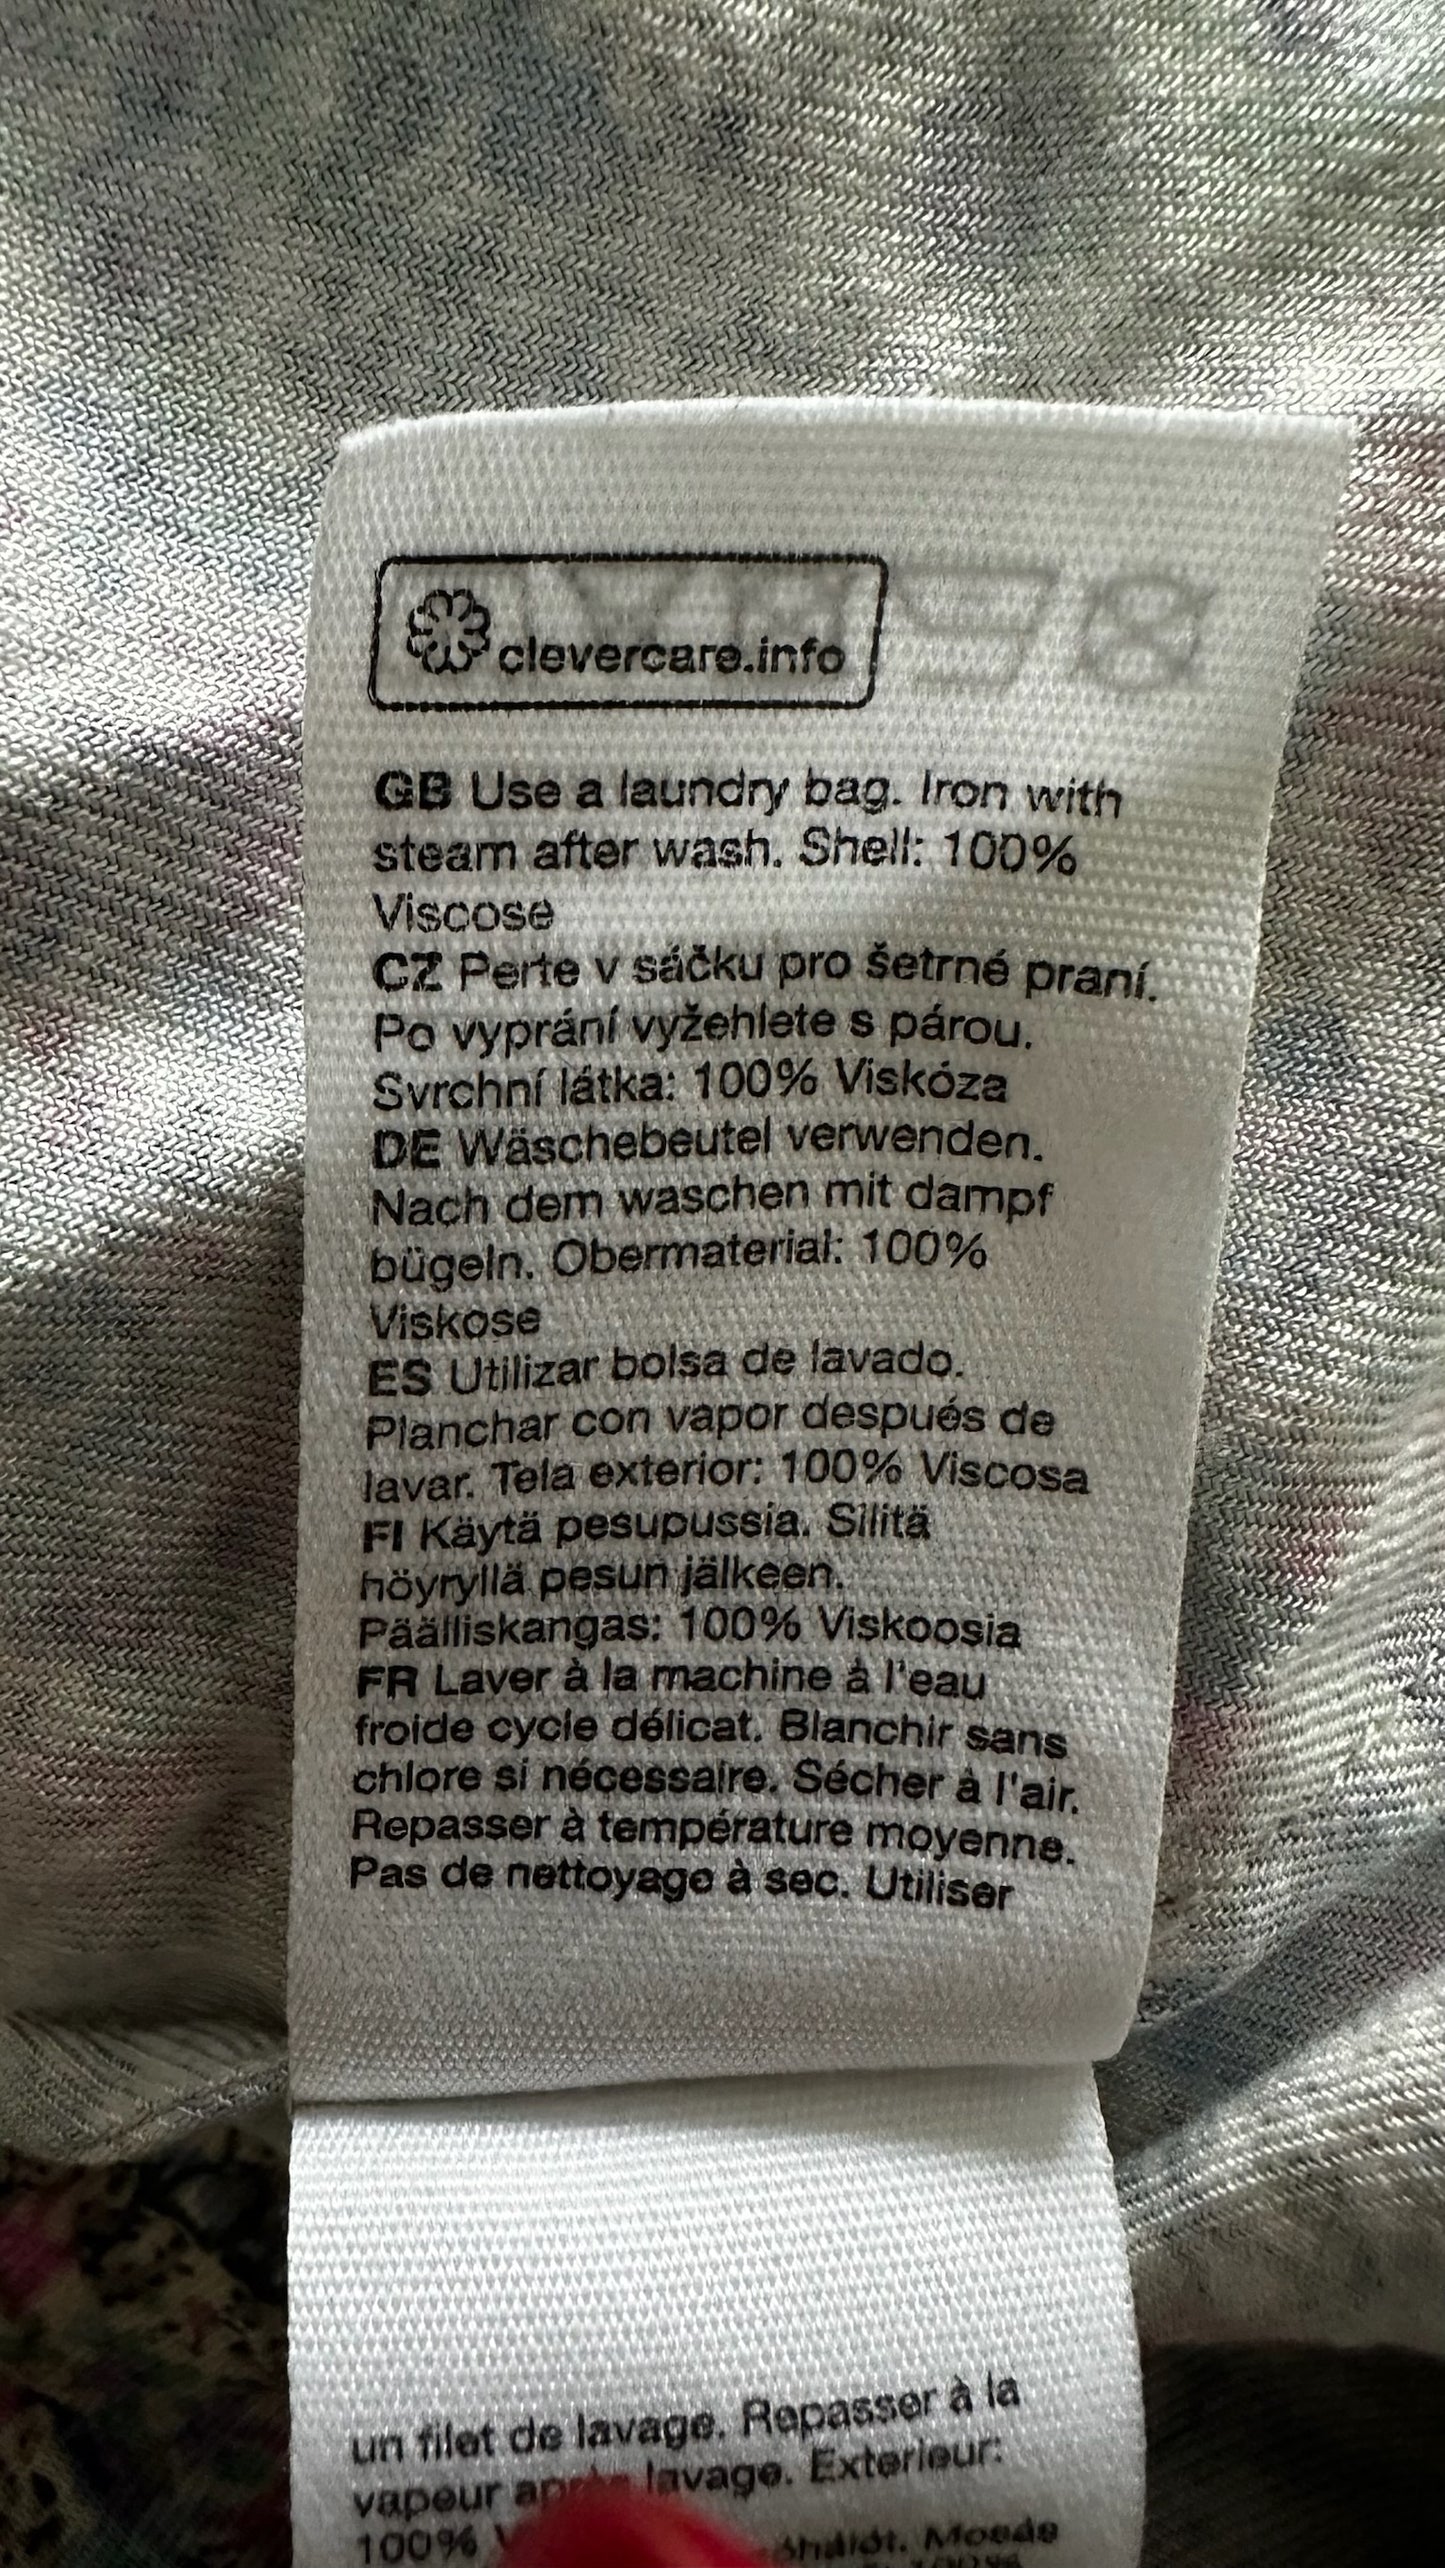 clevercare.info
GB Use a laundry bag. Iron with
steam after wash. Shell: 100%
Viscose
CZ Perte v sáčku pro šetrné praní.
Po vyprání vyžehlete s párou.
Svrchní látka: 100% Viskóza
DE Wäschebeutel verwenden.
Nach dem waschen mit dampf
bügeln. Obermaterial: 100%
Viskose
ES Utilizar bolsa de lavado.
Planchar con vapor después de
lavar. Tela exterior: 100% Viscosa
FI Käytä pesupussia. Silitä
höyryllä pesun jälkeen.
Päälliskangas: 100% Viskoosia
FR Laver à la machine à l'eau
froide cycle délicat. Blanchir sans
chlore si nécessaire. Sécher à l'air.
Repasser à température moyenne.
Pas de nettoyage à sec. Utiliser
un filet de lavage. Repasser à la
vapeur après lavage. Exterieur:
100%